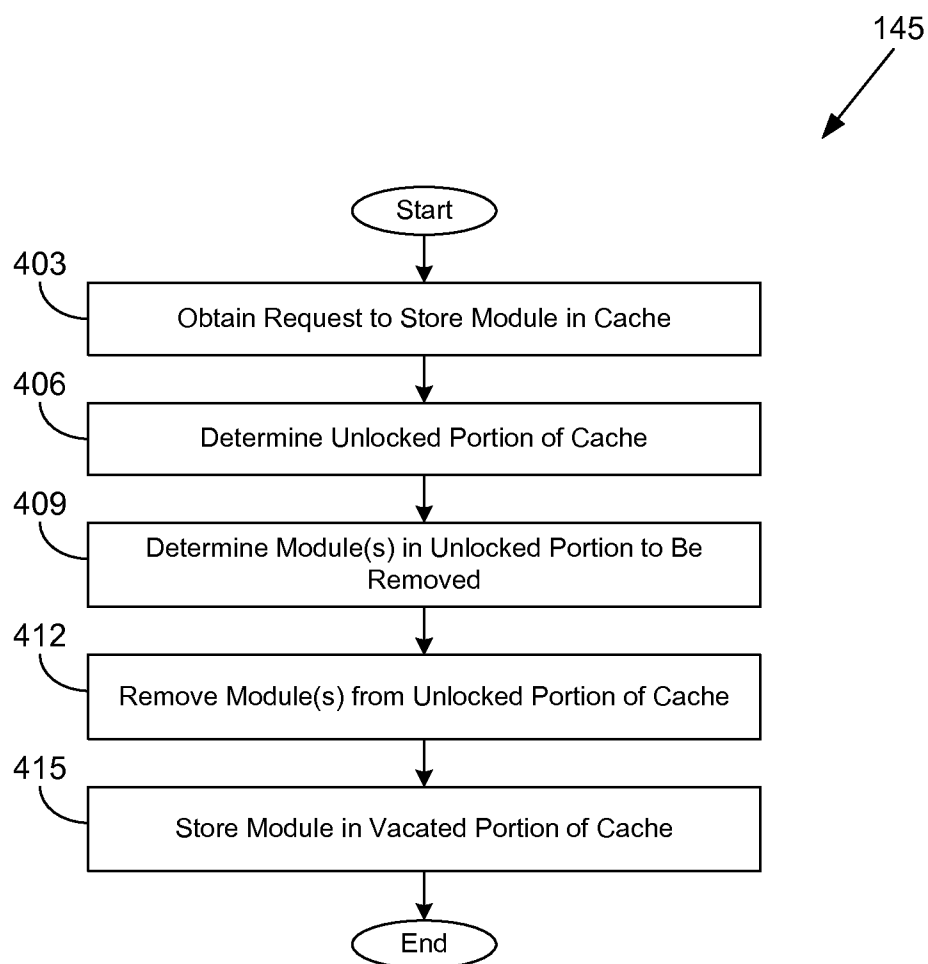 145
Start
403
Obtain Request to Store Module in Cache
406
Determine Unlocked Portion of Cache
409
Determine Module(s) in Unlocked Portion to Be
Removed
412
Remove Module(s) from Unlocked Portion of Cache
415
Store Module in Vacated Portion of Cache
End